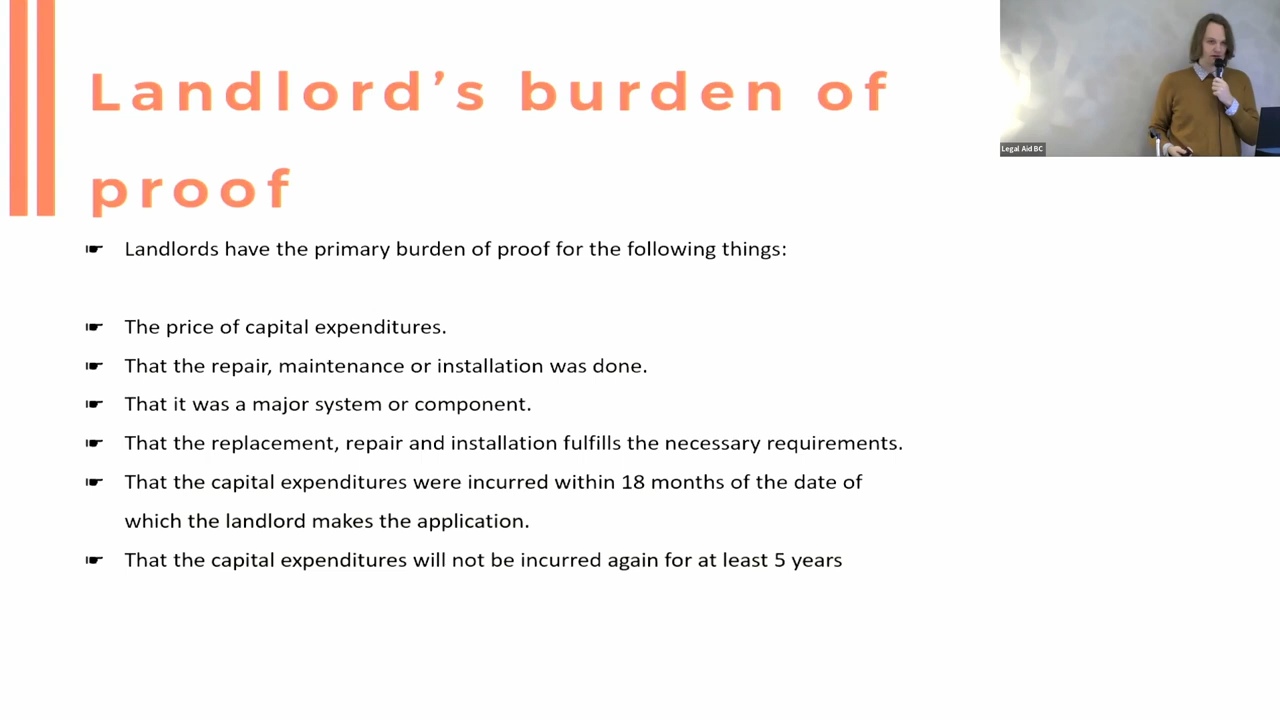 Landlord’s burden of
proof
Legal Aid BC
☛ Landlords have the primary burden of proof for the following things:
☛ The price of capital expenditures.
☛ That the repair, maintenance or installation was done.
☛ That it was a major system or component.
☛ That the replacement, repair and installation fulfills the necessary requirements.
☛ That the capital expenditures were incurred within 18 months of the date of
which the landlord makes the application.
☛ That the capital expenditures will not be incurred again for at least 5 years